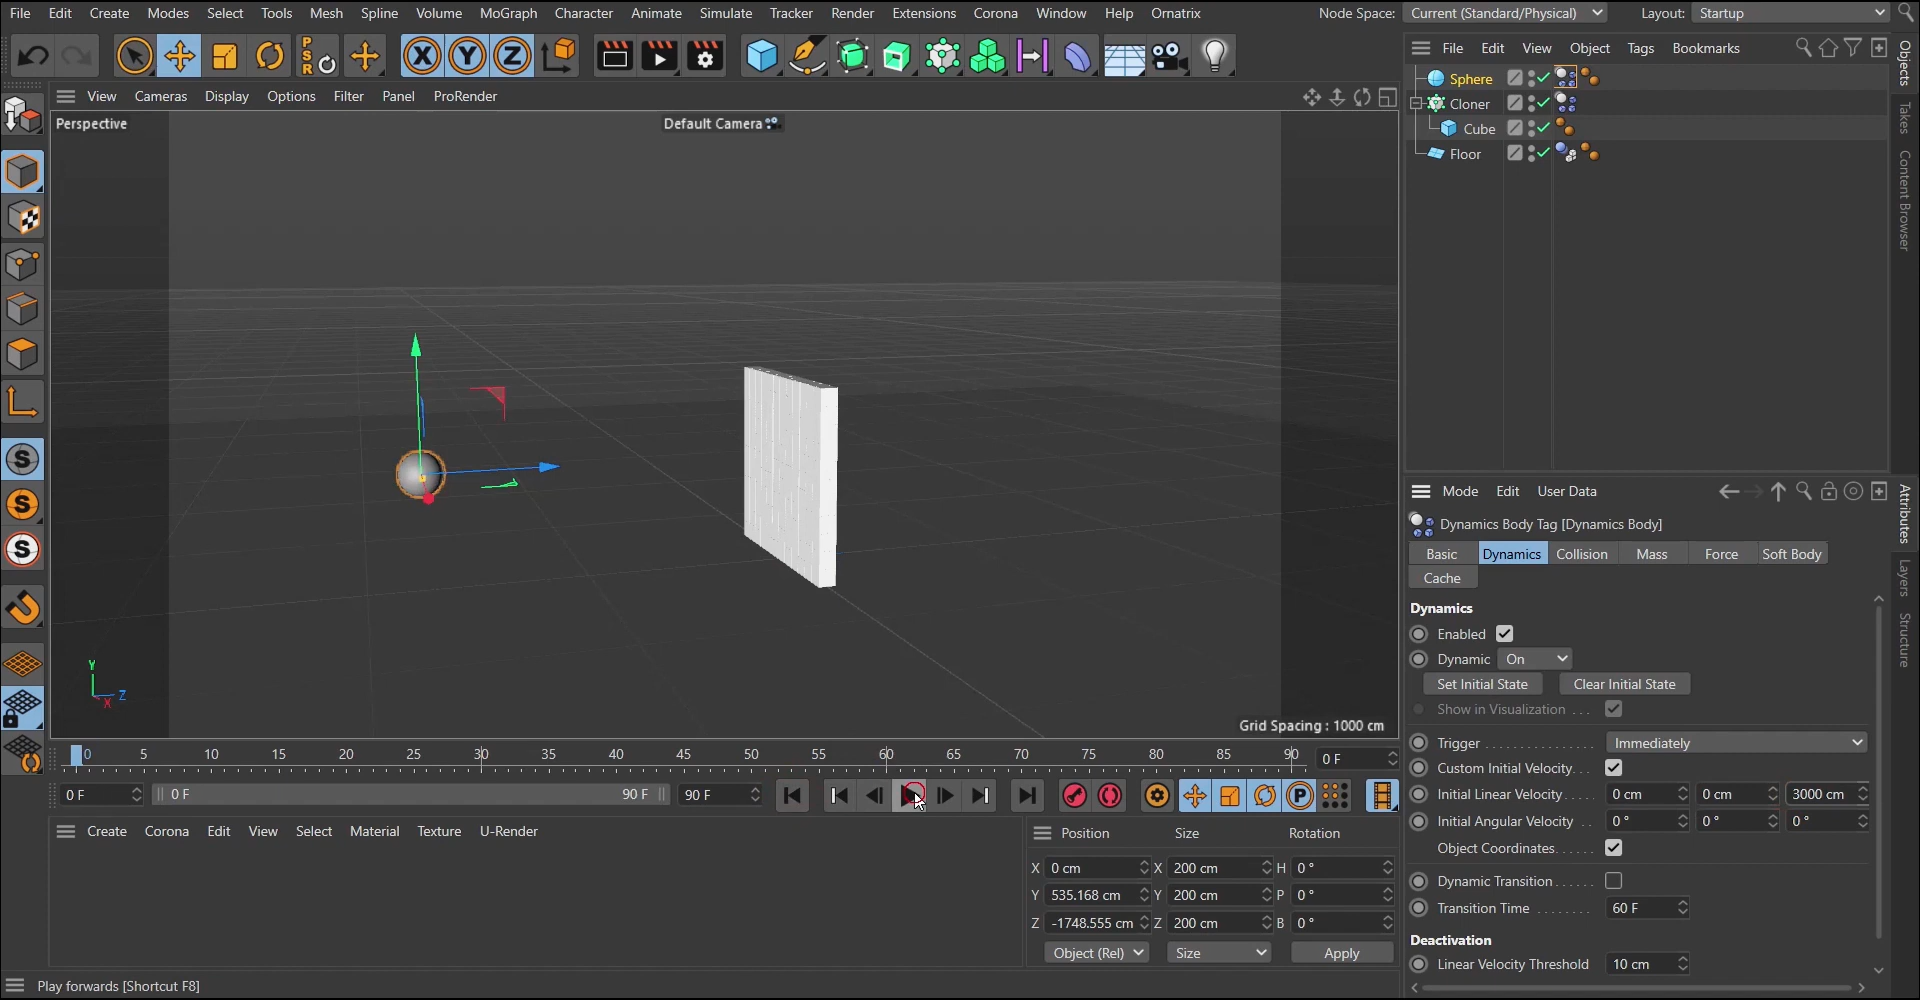 File Edit Create Modes Select Tools Mesh Spline Volume MoGraph Character Animate Simulate Tracker Render Extensions Corona Window Help Ornatrix Node Space: Current (Standard/Physical) Layout: Startup
PSR X Y Z
File Edit View Object Tags Bookmarks
Objects
Takes
Content Browser
View Cameras Display Options Filter Panel ProRender
Perspective
Default Camera
Sphere
Cloner
Cube
Floor
S
S
S
Y
Z
X
Grid Spacing : 1000 cm
Mode Edit User Data
Attributes
Layers
Structure
Dynamics Body Tag [Dynamics Body]
Basic Dynamics Collision Mass Force Soft Body
Cache
Dynamics
Enabled
Dynamic On
Set Initial State Clear Initial State
Show in Visualization . . .
Trigger . . . . . . . . . . . . . . . Immediately
Custom Initial Velocity. . .
Initial Linear Velocity. . . . 0 cm 0 cm 3000 cm
Initial Angular Velocity . . 0 ° 0 ° 0 °
Object Coordinates. . . . . .
Dynamic Transition . . . . .
Transition Time . . . . . . . . 60 F
Deactivation
Linear Velocity Threshold 10 cm
0 5 10 15 20 25 30 35 40 45 50 55 60 65 70 75 80 85 90 0 F
0 F 0 F 90 F 90 F
P
Create Corona Edit View Select Material Texture U-Render
Position Size Rotation
X 0 cm X 200 cm H 0 °
Y 535.168 cm Y 200 cm P 0 °
Z -1748.555 cm Z 200 cm B 0 °
Object (Rel) Size Apply
Play forwards [Shortcut F8]